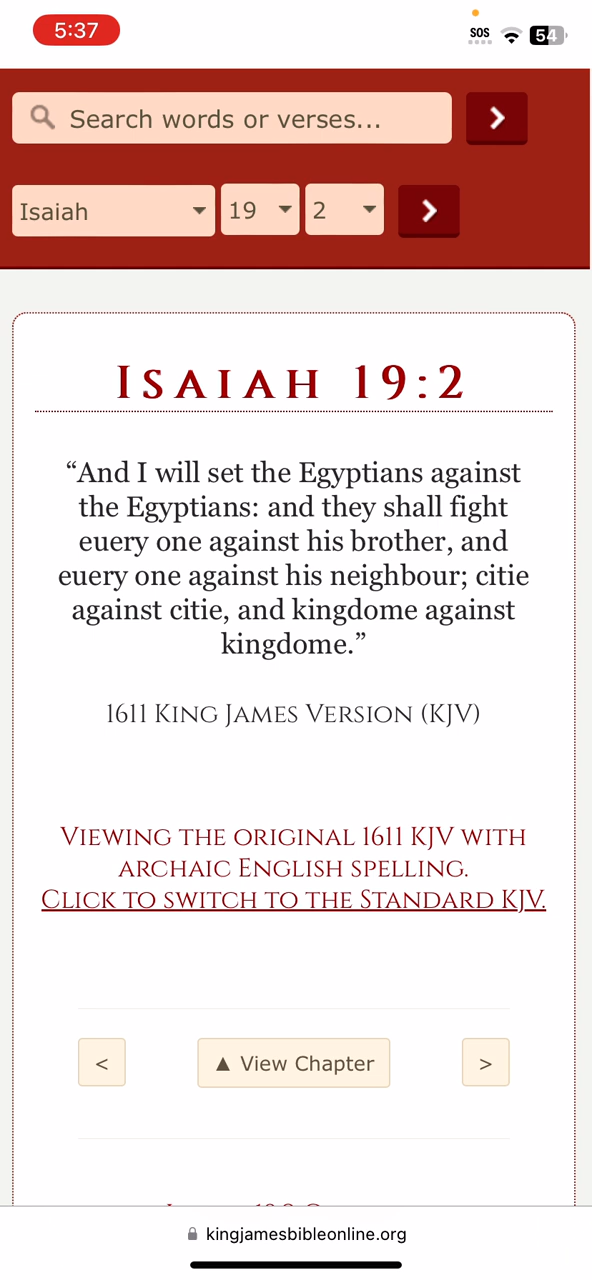 5:37
SOS
54
Search words or verses...
Isaiah 19 2
Isaiah 19:2
“And I will set the Egyptians against
the Egyptians: and they shall fight
euery one against his brother, and
euery one against his neighbour; citie
against citie, and kingdome against
kingdome.”
1611 King James Version (KJV)
Viewing the original 1611 KJV with
archaic English spelling.
Click to switch to the Standard KJV.
< ▲ View Chapter >
kingjamesbibleonline.org